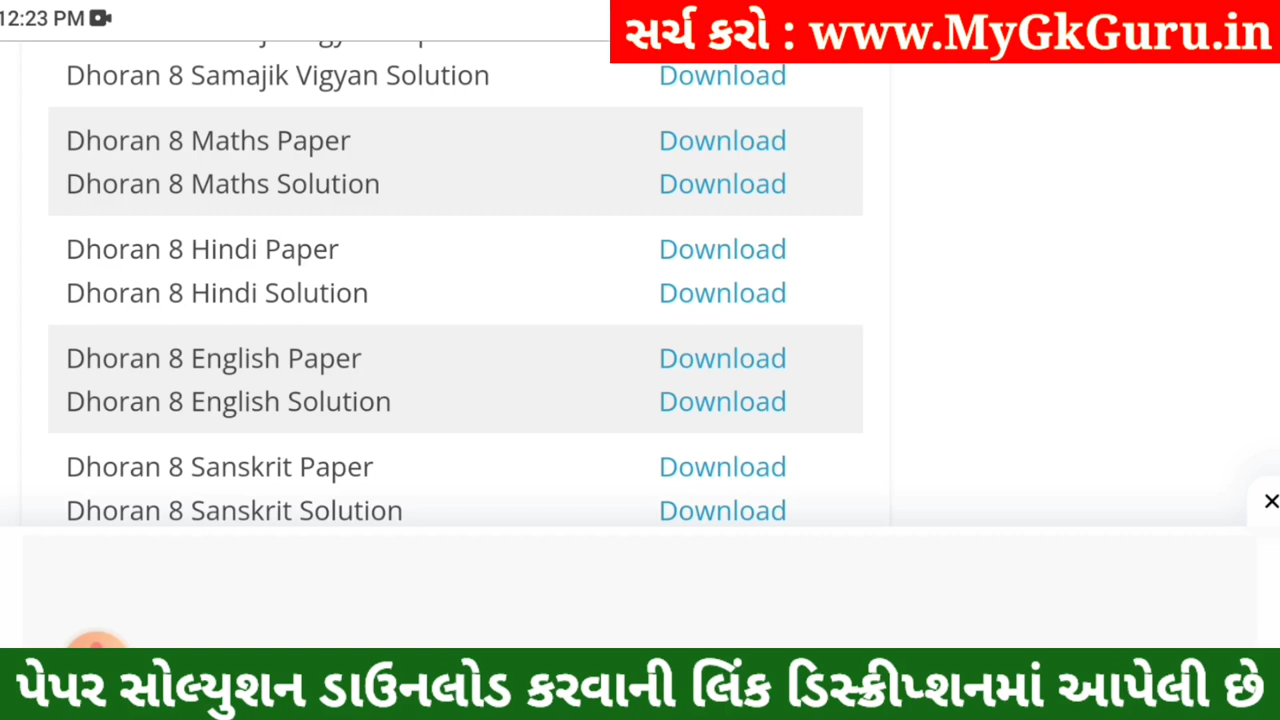 12:23 PM
સર્ચ કરો : www.MyGkGuru.in
Dhoran 8 Samajik Vigyan Solution Download
Dhoran 8 Maths Paper Download
Dhoran 8 Maths Solution Download
Dhoran 8 Hindi Paper Download
Dhoran 8 Hindi Solution Download
Dhoran 8 English Paper Download
Dhoran 8 English Solution Download
Dhoran 8 Sanskrit Paper Download
Dhoran 8 Sanskrit Solution Download
પેપર સોલ્યુશન ડાઉનલોડ કરવાની લિંક ડિસ્ક્રીપ્શનમાં આપેલી છે